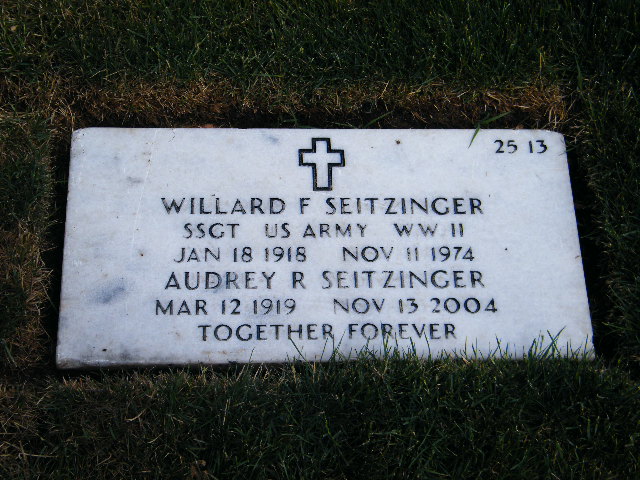 25 13
WILLARD F SEITZINGER
SSGT US ARMY WW II
JAN 18 1918 NOV 11 1974
AUDREY R SEITZINGER
MAR 12 1919 NOV 13 2004
TOGETHER FOREVER